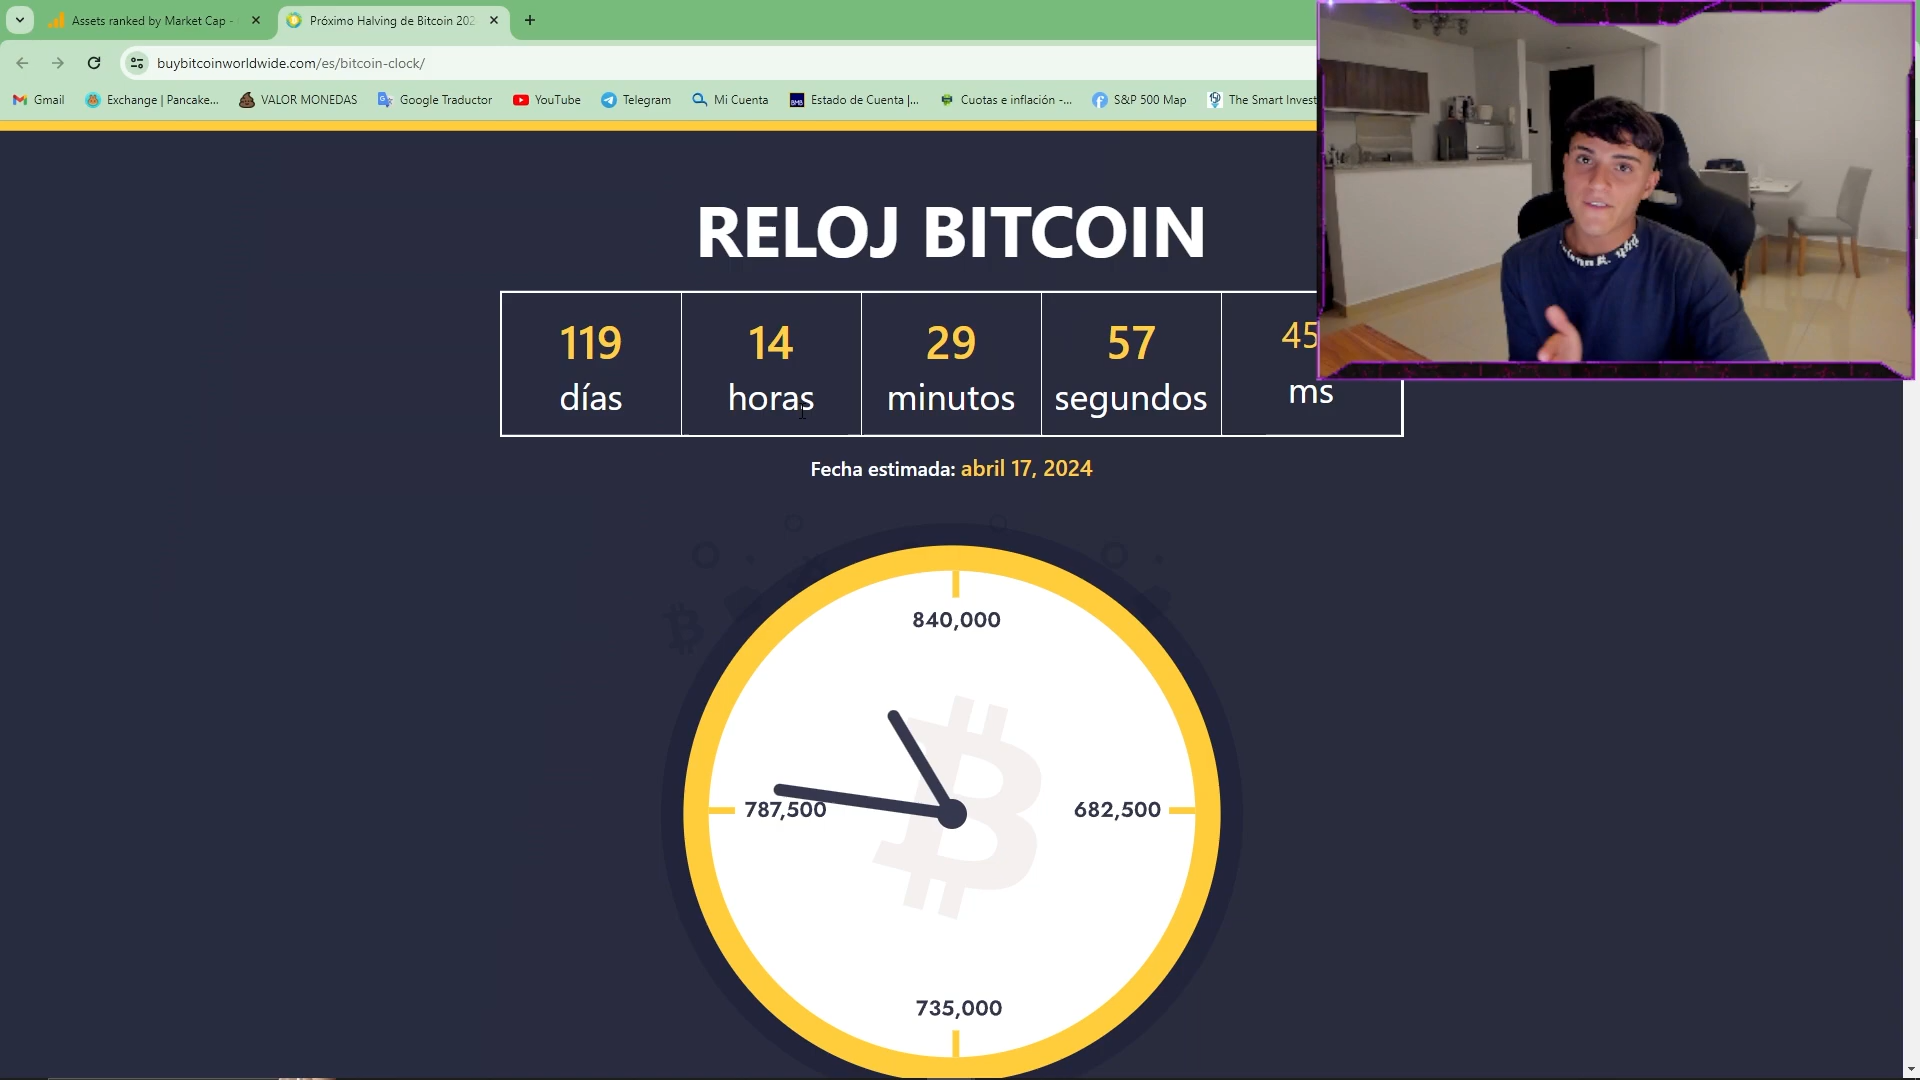 Assets ranked by Market Cap -
Próximo Halving de Bitcoin 202
buybitcoinworldwide.com/es/bitcoin-clock/
Gmail
Exchange | Pancake...
VALOR MONEDAS
Google Traductor
YouTube
Telegram
Mi Cuenta
Estado de Cuenta |...
Cuotas e inflación -...
S&P 500 Map
The Smart Invest
RELOJ BITCOIN
119 14 29 57 45
días horas minutos segundos ms
Fecha estimada: abril 17, 2024
840,000
787,500 682,500
735,000